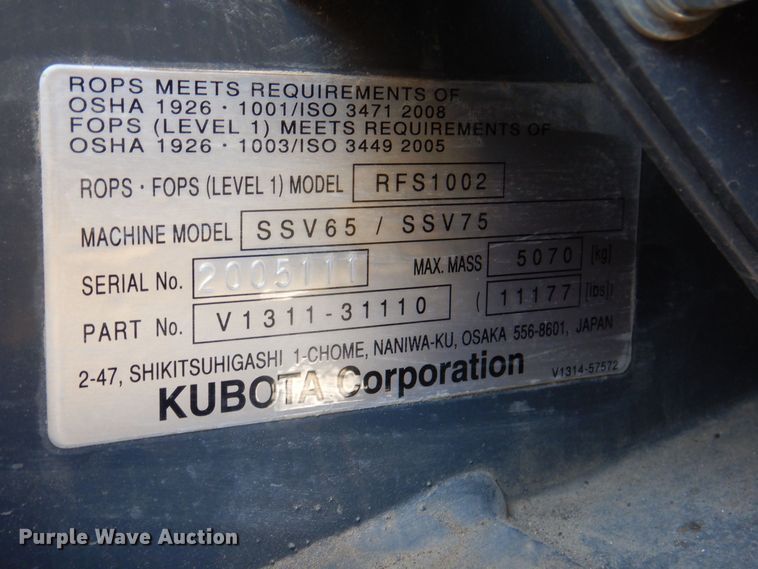 ROPS MEETS REQUIREMENTS OF
OSHA 1926 · 1001/ISO 3471 2008
FOPS (LEVEL 1) MEETS REQUIREMENTS OF
OSHA 1926 · 1003/ISO 3449 2005
ROPS · FOPS (LEVEL 1) MODEL RFS1002
MACHINE MODEL SSV65 / SSV75
SERIAL No. 2005111 MAX. MASS 5070 [kg]
PART No. V1311-31110 ( 11177 [lbs])
2-47, SHIKITSUHIGASHI 1-CHOME, NANIWA-KU, OSAKA 556-8601, JAPAN
KUBOTA Corporation V1314-57572
Purple Wave Auction